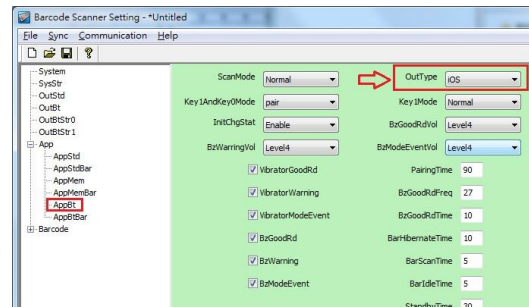 Barcode Scanner Setting - *Untitled
File Sync Communication Help
System
SysStr
OutStd
OutBt
OutBtStr0
OutBtStr1
App
AppStd
AppStdBar
AppMem
AppMemBar
AppBt
AppBtBar
Barcode
ScanMode Normal OutType iOS
Key1AndKey0Mode pair Key1Mode Normal
InitChgStat Enable BzGoodRdVol Level4
BzWarningVol Level4 BzModeEventVol Level4
VibratorGoodRd PairingTime 90
VibratorWarning BzGoodRdFreq 27
VibratorModeEvent BzGoodRdTime 10
BzGoodRd BarHibernateTime 10
BzWarning BarScanTime 5
BzModeEvent BarIdleTime 5
StandbyTime 30